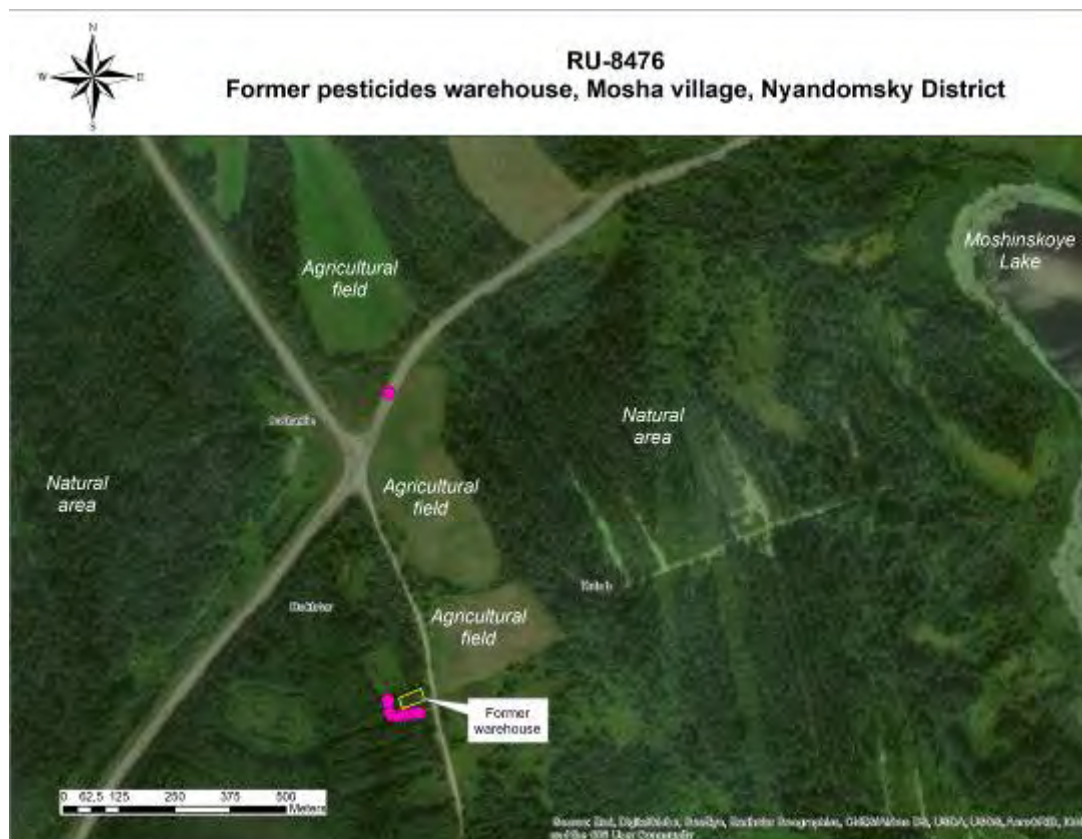 N
W
S
RU-8476
Former pesticides warehouse, Mosha village, Nyandomsky District
Moshinskoye
Lake
Agricultural
field
Natural
area
Natural
area
Agricultural
field
Agricultural
field
Former
warehouse
0 62,5 125 250 375 500
Meters